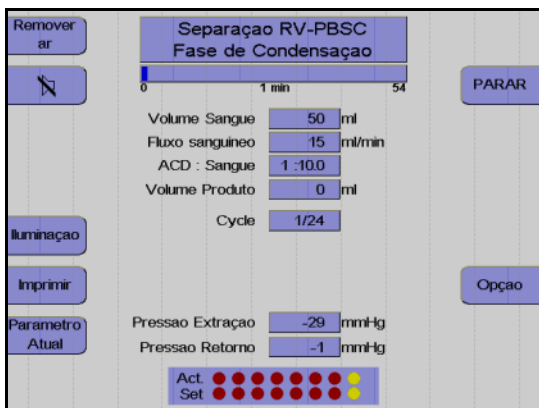 Remover
ar
Separaçao RV-PBSC
Fase de Condensaçao
0 1 min 54
PARAR
Volume Sangue 50 ml
Fluxo sanguineo 15 ml/min
ACD : Sangue 1 :10.0
Volume Produto 0 ml
Cycle 1/24
Iluminaçao
Imprimir
Opçao
Parametro
Atual
Pressao Extraçao -29 mmHg
Pressao Retorno -1 mmHg
Act.
Set